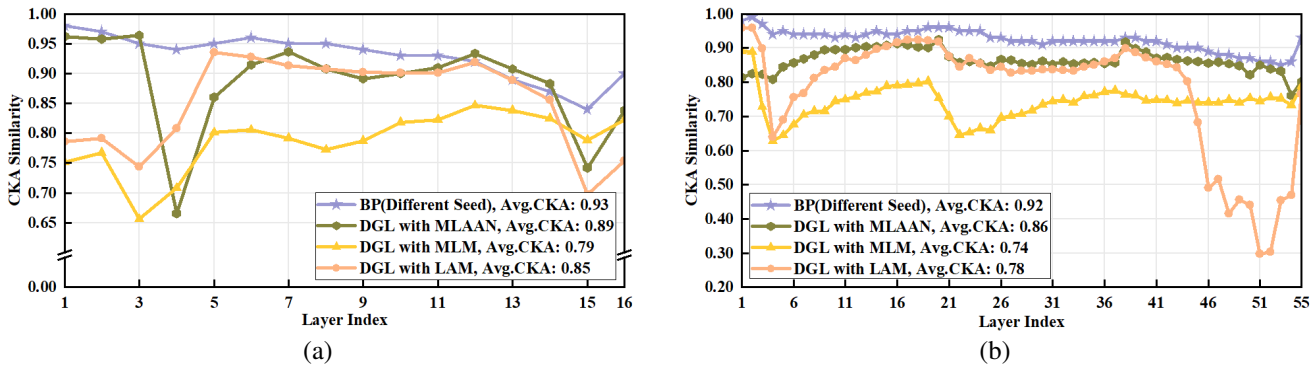 1.00
0.95
0.90
0.85
0.80
0.75
0.70
0.65
0.00
CKA Similarity
BP(Different Seed), Avg.CKA: 0.93
DGL with MLAAN, Avg.CKA: 0.89
DGL with MLM, Avg.CKA: 0.79
DGL with LAM, Avg.CKA: 0.85
1 3 5 7 9 11 13 15 16
Layer Index
(a)
1.00
0.90
0.80
0.70
0.60
0.50
0.40
0.30
0.20
CKA Similarity
BP(Different Seed), Avg.CKA: 0.92
DGL with MLAAN, Avg.CKA: 0.86
DGL with MLM, Avg.CKA: 0.74
DGL with LAM, Avg.CKA: 0.78
1 6 11 16 21 26 31 36 41 46 51 55
Layer Index
(b)